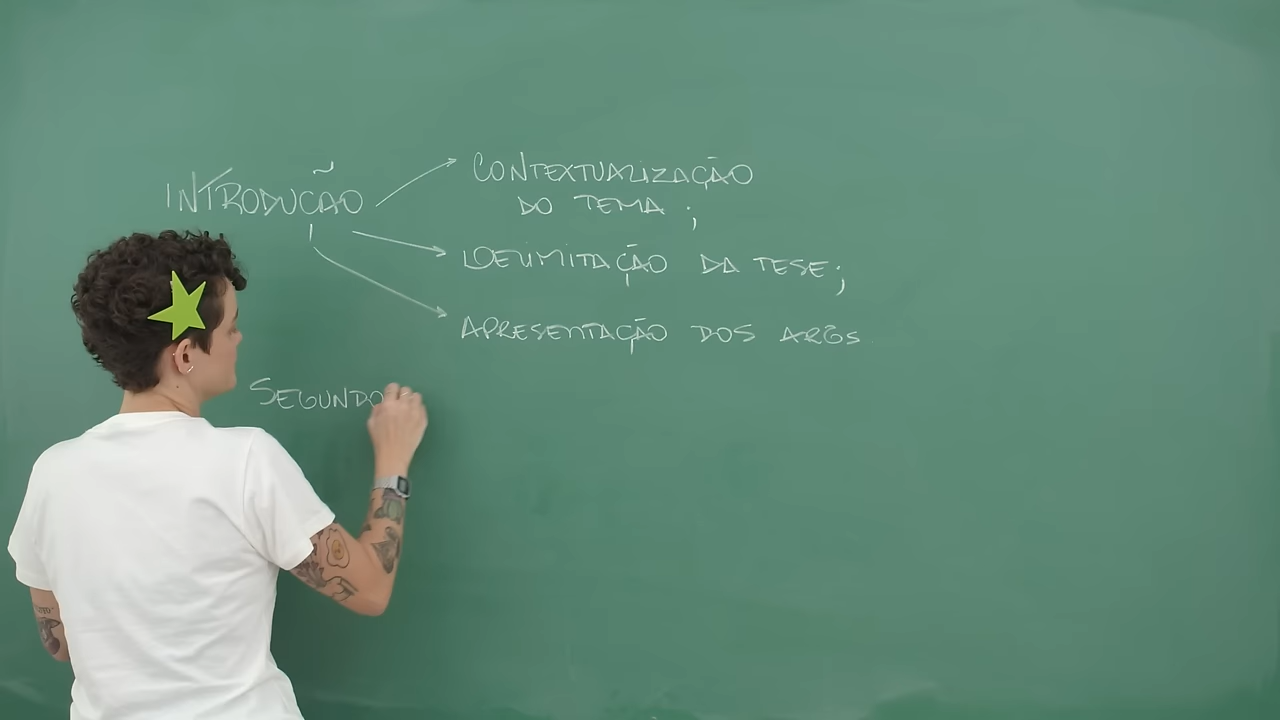 INTRODUÇÃO
CONTEXTUALIZAÇÃO
DO TEMA ;
DELIMITAÇÃO DA TESE;
APRESENTAÇÃO DOS ARGS.
SEGUNDO